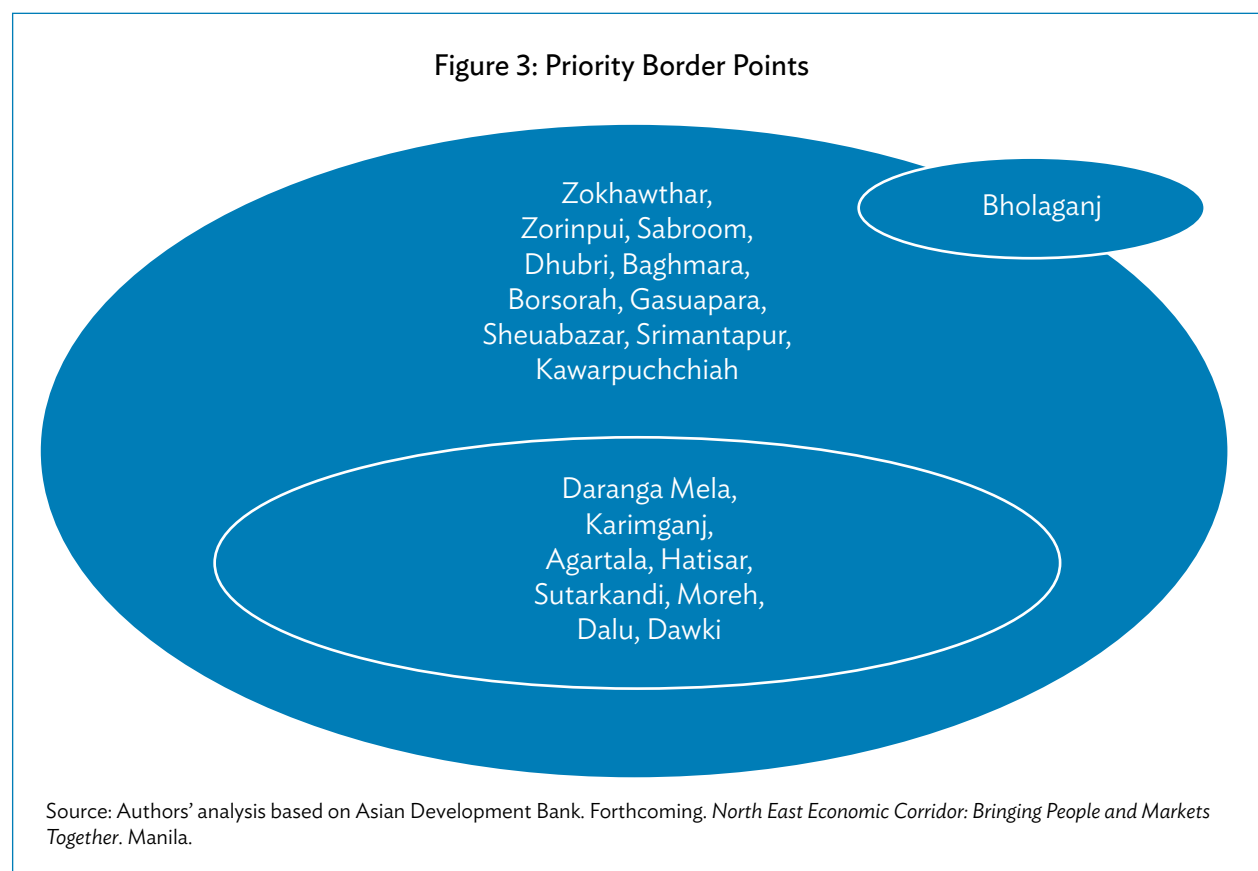 Figure 3: Priority Border Points
Zokhawthar,
Zorinpui, Sabroom,
Dhubri, Baghmara,
Borsorah, Gasuapara,
Sheuabazar, Srimantapur,
Kawarpuchchiah
Bholaganj
Daranga Mela,
Karimganj,
Agartala, Hatisar,
Sutarkandi, Moreh,
Dalu, Dawki
Source: Authors’ analysis based on Asian Development Bank. Forthcoming. North East Economic Corridor: Bringing People and Markets
Together. Manila.